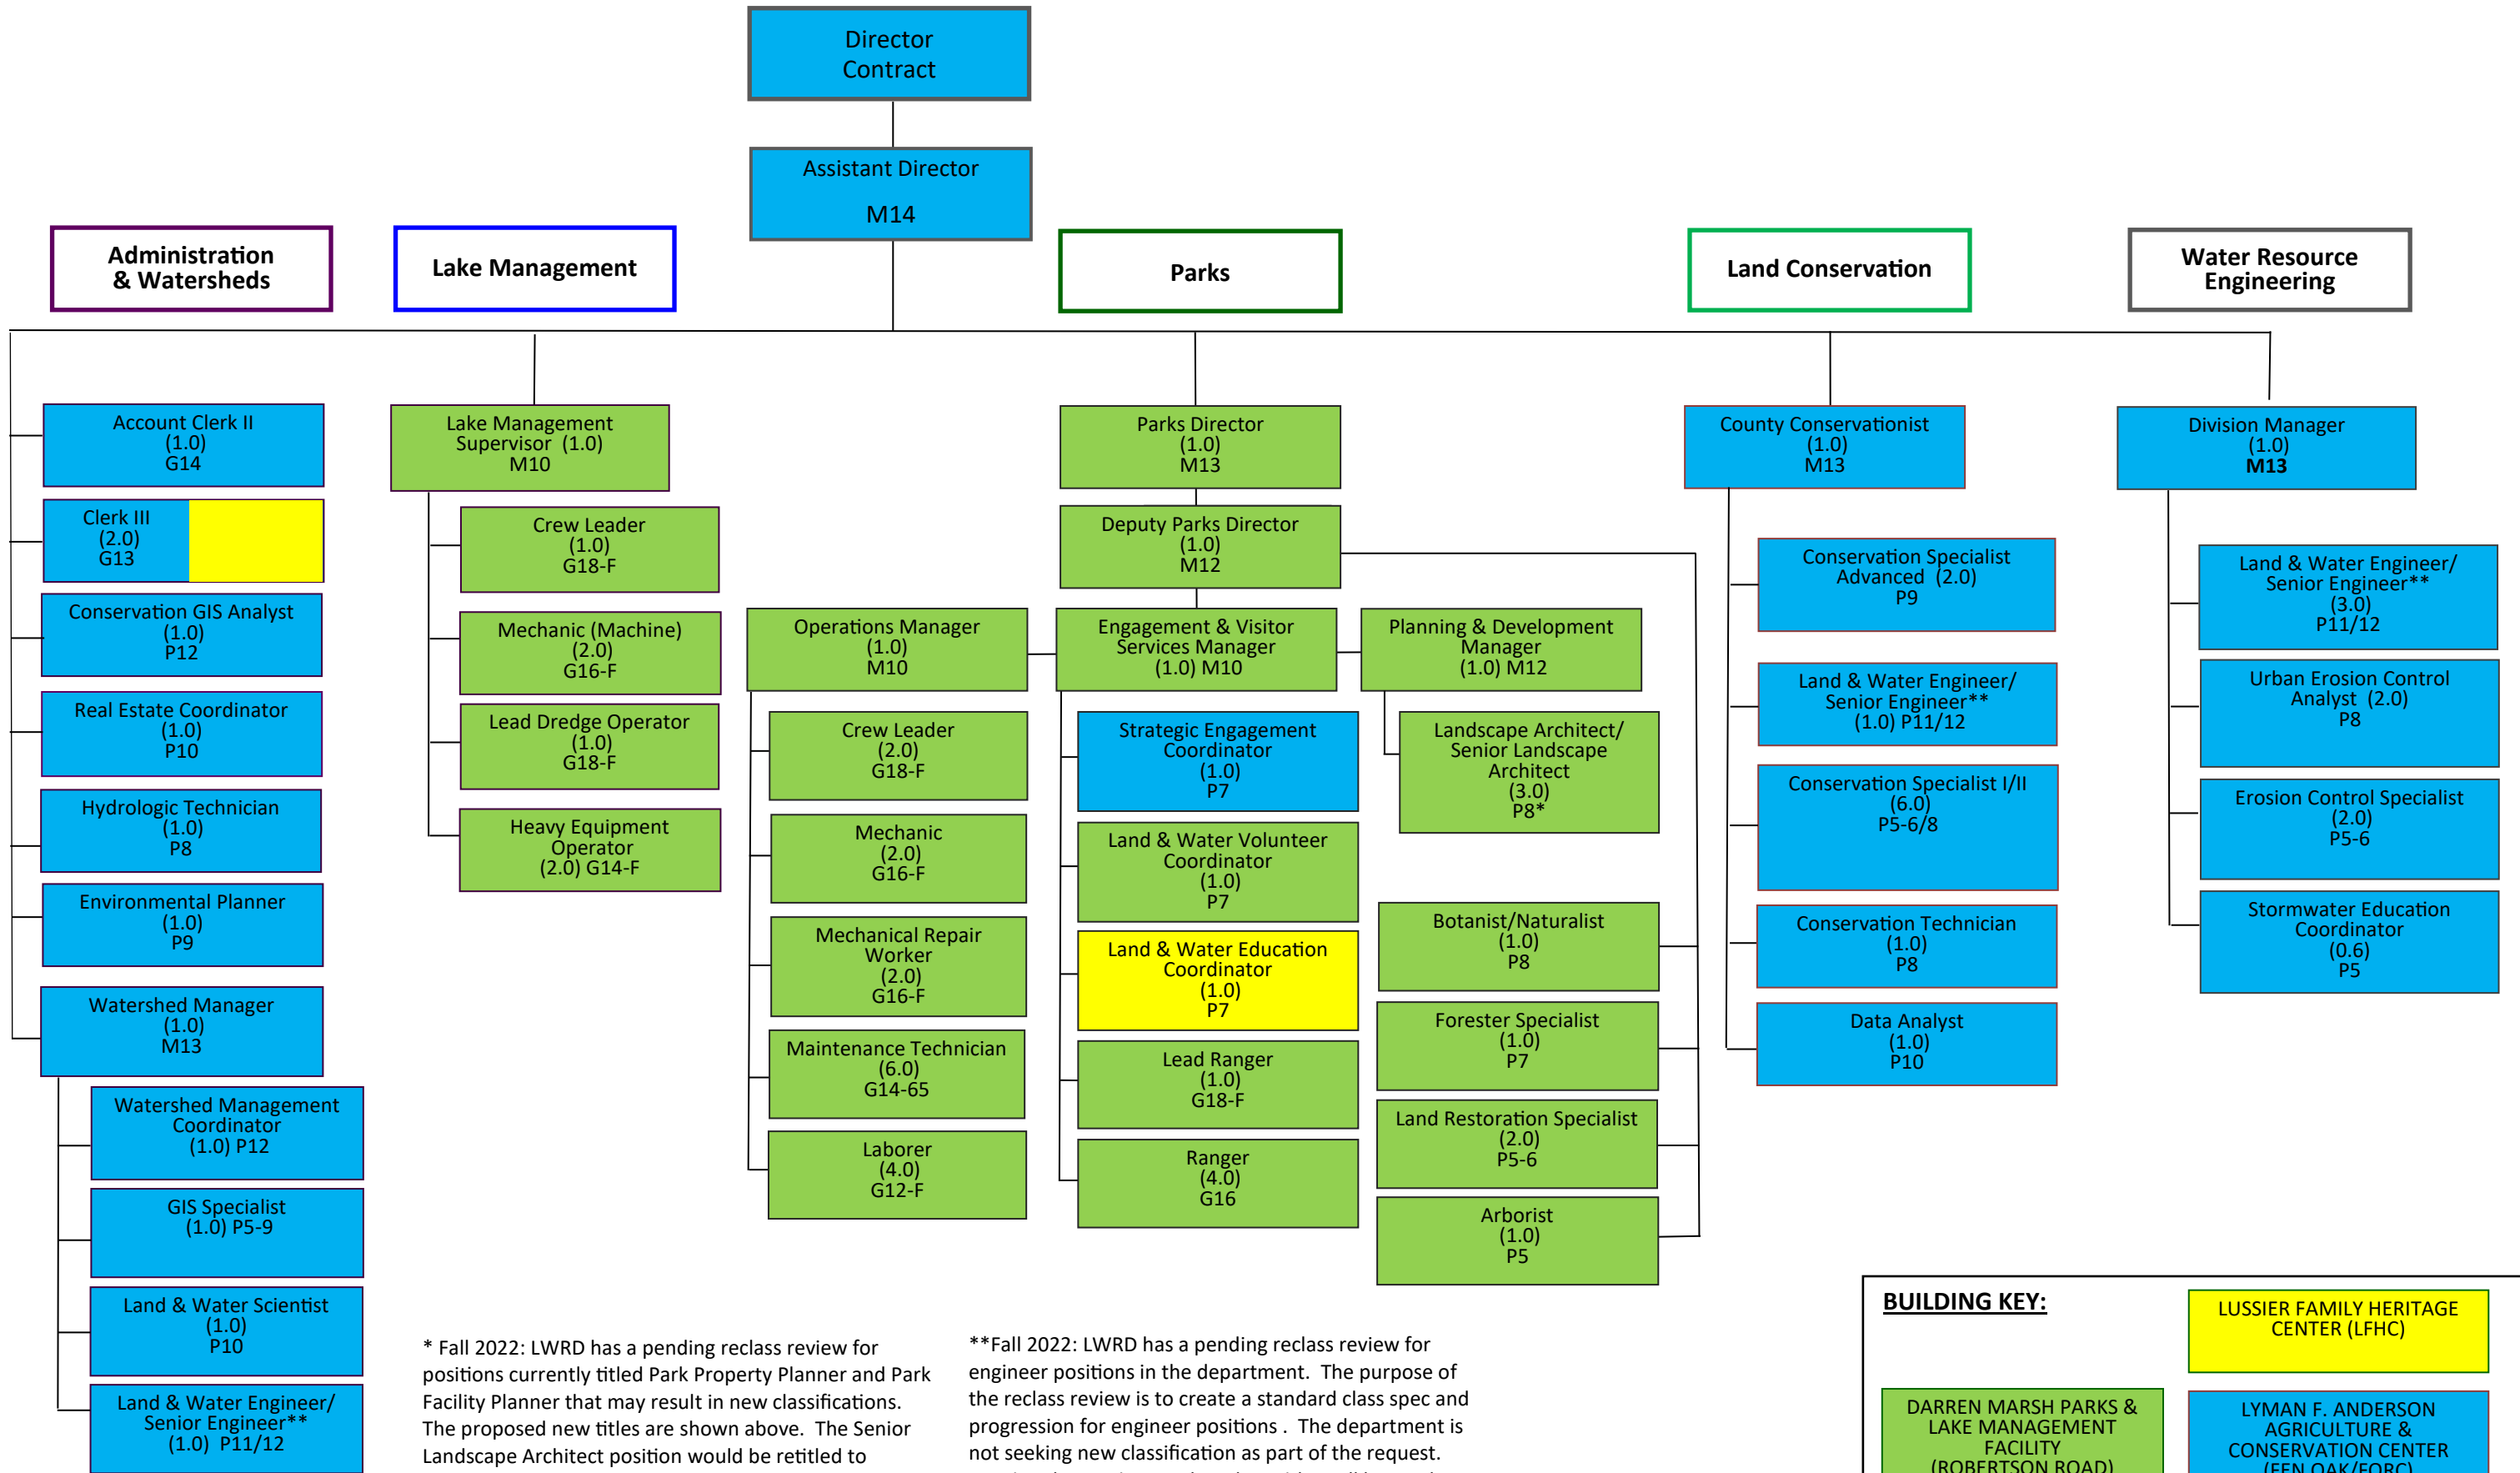 Director
Contract
Assistant Director
M14
Administration
& Watersheds
Lake Management
Parks
Land Conservation
Water Resource
Engineering
Account Clerk II
(1.0)
G14
Clerk III
(2.0)
G13
Conservation GIS Analyst
(1.0)
P12
Real Estate Coordinator
(1.0)
P10
Hydrologic Technician
(1.0)
P8
Environmental Planner
(1.0)
P9
Watershed Manager
(1.0)
M13
Watershed Management
Coordinator
(1.0) P12
GIS Specialist
(1.0) P5-9
Land & Water Scientist
(1.0)
P10
Land & Water Engineer/
Senior Engineer**
(1.0) P11/12
Lake Management
Supervisor (1.0)
M10
Crew Leader
(1.0)
G18-F
Mechanic (Machine)
(2.0)
G16-F
Lead Dredge Operator
(1.0)
G18-F
Heavy Equipment
Operator
(2.0) G14-F
Parks Director
(1.0)
M13
Deputy Parks Director
(1.0)
M12
Operations Manager
(1.0)
M10
Crew Leader
(2.0)
G18-F
Mechanic
(2.0)
G16-F
Mechanical Repair
Worker
(2.0)
G16-F
Maintenance Technician
(6.0)
G14-65
Laborer
(4.0)
G12-F
Engagement & Visitor
Services Manager
(1.0) M10
Strategic Engagement
Coordinator
(1.0)
P7
Land & Water Volunteer
Coordinator
(1.0)
P7
Land & Water Education
Coordinator
(1.0)
P7
Lead Ranger
(1.0)
G18-F
Ranger
(4.0)
G16
Planning & Development
Manager
(1.0) M12
Landscape Architect/
Senior Landscape
Architect
(3.0)
P8*
Botanist/Naturalist
(1.0)
P8
Forester Specialist
(1.0)
P7
Land Restoration Specialist
(2.0)
P5-6
Arborist
(1.0)
P5
County Conservationist
(1.0)
M13
Conservation Specialist
Advanced (2.0)
P9
Land & Water Engineer/
Senior Engineer**
(1.0) P11/12
Conservation Specialist I/II
(6.0)
P5-6/8
Conservation Technician
(1.0)
P8
Data Analyst
(1.0)
P10
Division Manager
(1.0)
M13
Land & Water Engineer/
Senior Engineer**
(3.0)
P11/12
Urban Erosion Control
Analyst (2.0)
P8
Erosion Control Specialist
(2.0)
P5-6
Stormwater Education
Coordinator
(0.6)
P5
* Fall 2022: LWRD has a pending reclass review for
positions currently titled Park Property Planner and Park
Facility Planner that may result in new classifications.
The proposed new titles are shown above. The Senior
Landscape Architect position would be retitled to
**Fall 2022: LWRD has a pending reclass review for
engineer positions in the department. The purpose of
the reclass review is to create a standard class spec and
progression for engineer positions . The department is
not seeking new classification as part of the request.
BUILDING KEY:
LUSSIER FAMILY HERITAGE
CENTER (LFHC)
DARREN MARSH PARKS &
LAKE MANAGEMENT
FACILITY
(ROBERTSON ROAD)
LYMAN F. ANDERSON
AGRICULTURE &
CONSERVATION CENTER
(FEN OAK/FORC)